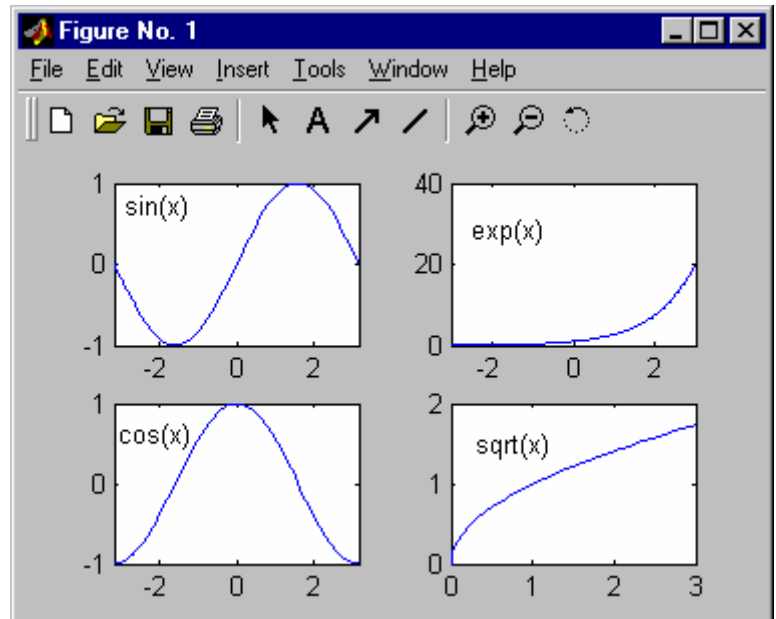 Figure No. 1
File Edit View Insert Tools Window Help
A
1
sin(x)
0
-1
-2 0 2
40
exp(x)
20
0
-2 0 2
1
cos(x)
0
-1
-2 0 2
2
sqrt(x)
1
0
0 1 2 3